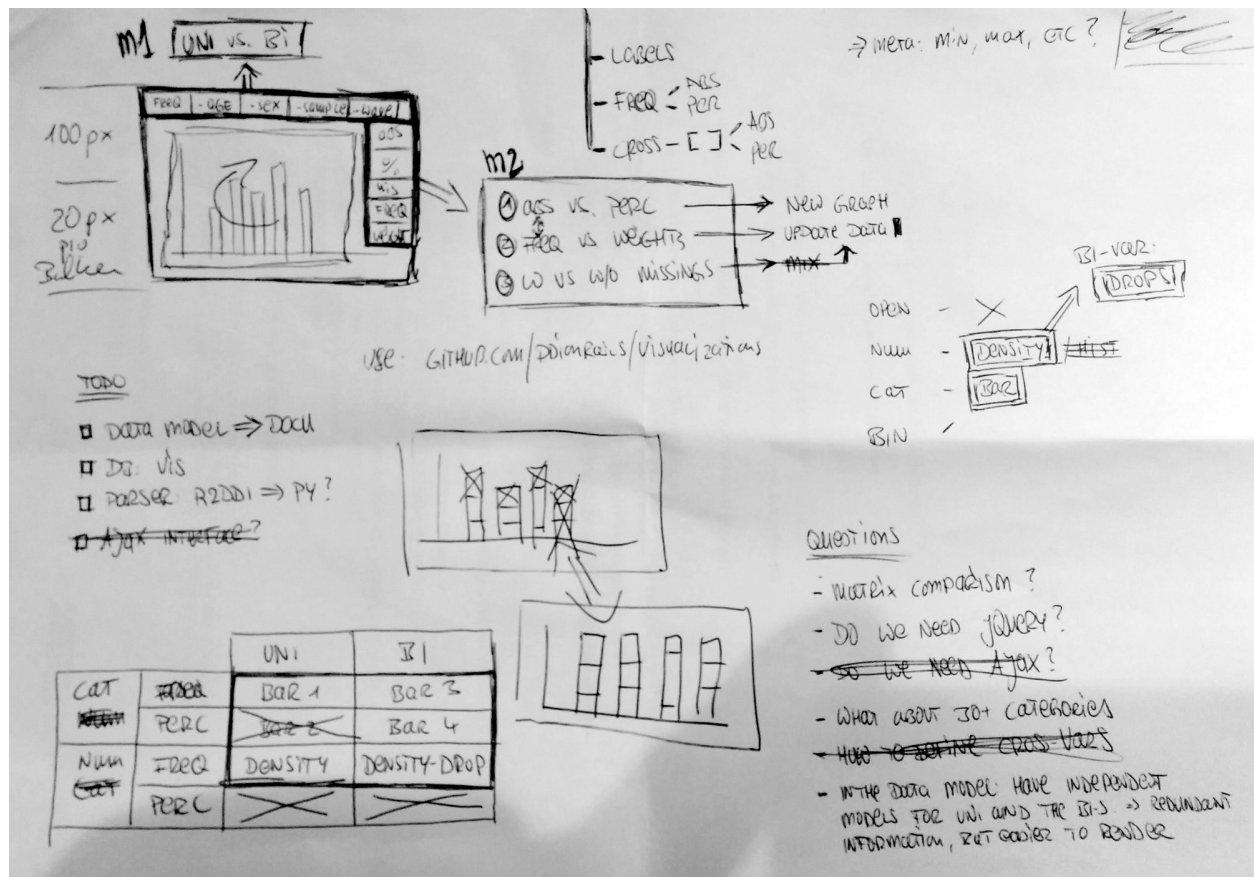 m1 UNI vs. Bi
FREQ -age -sex -sample -wave
abs
%
mis
FREQ
weight
100 px
20 px
pro
Balken
- LABELS
- FREQ ABS
PER
- CROSS - [ ] ABS
PER
⇒ meta: min, max, etc?
m2
① abs vs. PERC → NEW GRAPH
② FREQ vs WEIGHTS → UPDATE DATA
③ W vs W/O MISSINGS → MIX
BI-VAR:
DROPS
OPEN - X
NUM - DENSITY / HIST
CAT - BAR
BIN
USE: GITHUB.COM/DDIONRAILS/VISUALIZATIONS
TODO
DATA MODEL ⇒ DOCU
DB: VIS
PARSER: R2DDI ⇒ PY?
AJAX INTERFACE?
UNI BI
CAT FREQ BAR 1 BAR 3
NUM PERC BAR 2 BAR 4
NUM FREQ DENSITY DENSITY-DROP
CAT PERC
QUESTIONS
- MATRIX COMPARISM?
- DO WE NEED JQUERY?
- DO WE NEED AJAX?
- WHAT ABOUT 30+ CATEGORIES
- HOW TO DEFINE CROSS-VARS
- IN THE DATA MODEL: HAVE INDEPENDENT
MODELS FOR UNI AND THE BI-S ⇒ REDUNDANT
INFORMATION, BUT EASIER TO RENDER